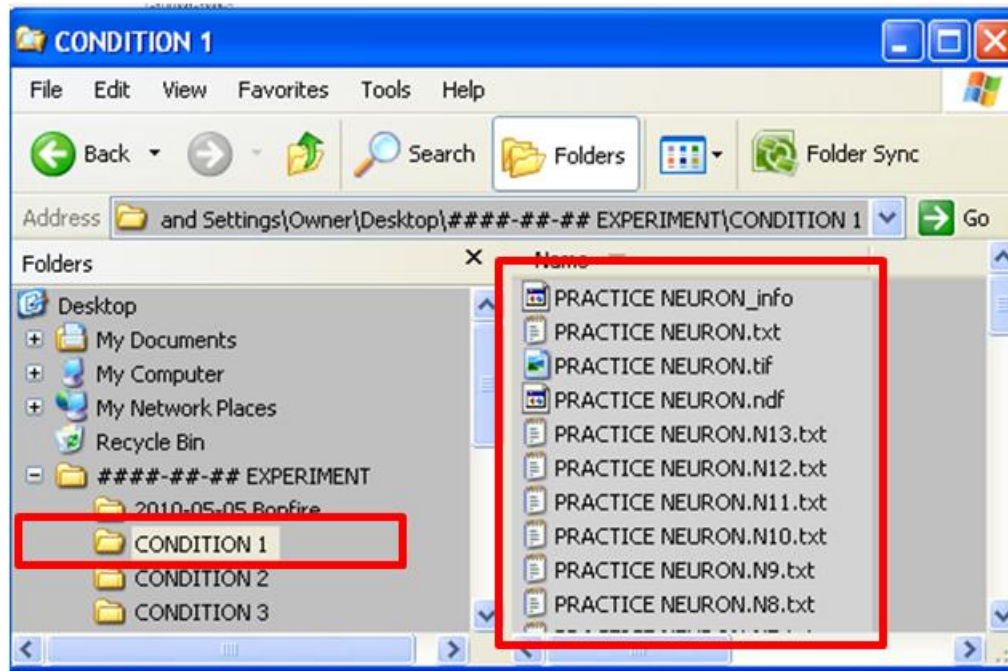 CONDITION 1
File Edit View Favorites Tools Help
Back Search Folders Folder Sync
Address and Settings\Owner\Desktop\####-##-## EXPERIMENT\CONDITION 1 Go
Folders
Name
Desktop
My Documents
My Computer
My Network Places
Recycle Bin
####-##-## EXPERIMENT
2010-05-05 Bonfire
CONDITION 1
CONDITION 2
CONDITION 3
PRACTICE NEURON_info
PRACTICE NEURON.txt
PRACTICE NEURON.tif
PRACTICE NEURON.ndf
PRACTICE NEURON.N13.txt
PRACTICE NEURON.N12.txt
PRACTICE NEURON.N11.txt
PRACTICE NEURON.N10.txt
PRACTICE NEURON.N9.txt
PRACTICE NEURON.N8.txt